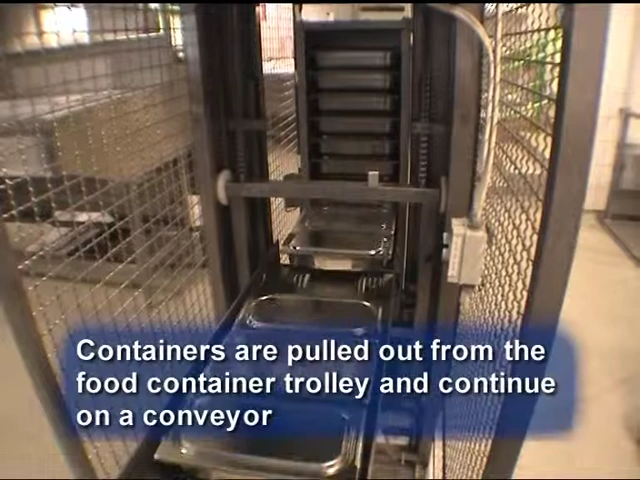 Containers are pulled out from the
food container trolley and continue
on a conveyor